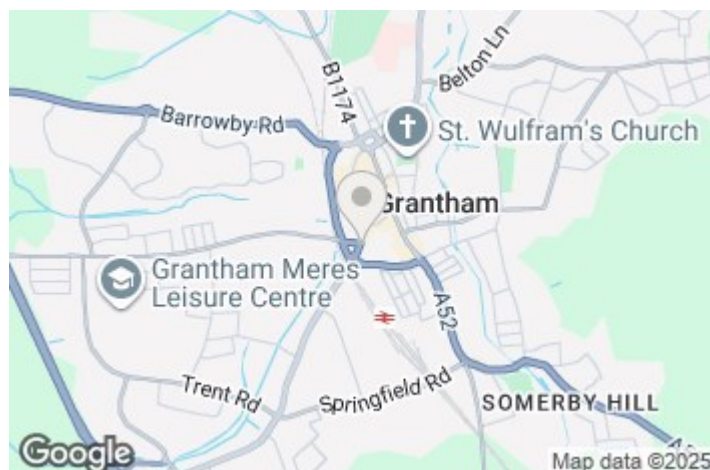 B1174
Belton Ln
Barrowby Rd
St. Wulfram's Church
Grantham
Grantham Meres
Leisure Centre
A52
Trent Rd
Springfield Rd
SOMERBY HILL
Google
Map data ©2025